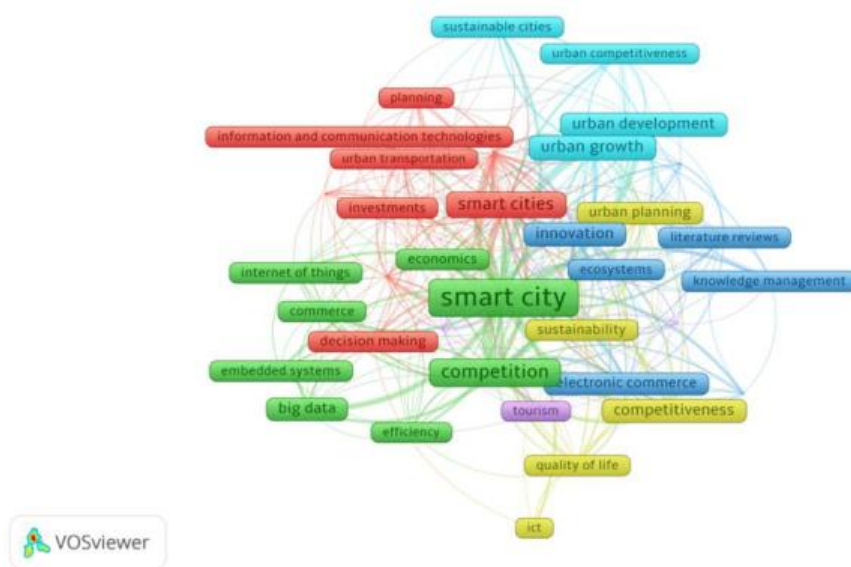 sustainable cities
urban competitiveness
planning
urban development
information and communication technologies
urban growth
urban transportation
investments
smart cities
urban planning
innovation
literature reviews
economics
internet of things
ecosystems
knowledge management
smart city
commerce
sustainability
decision making
embedded systems
competition
electronic commerce
big data
tourism
competitiveness
efficiency
quality of life
ict
VOSviewer